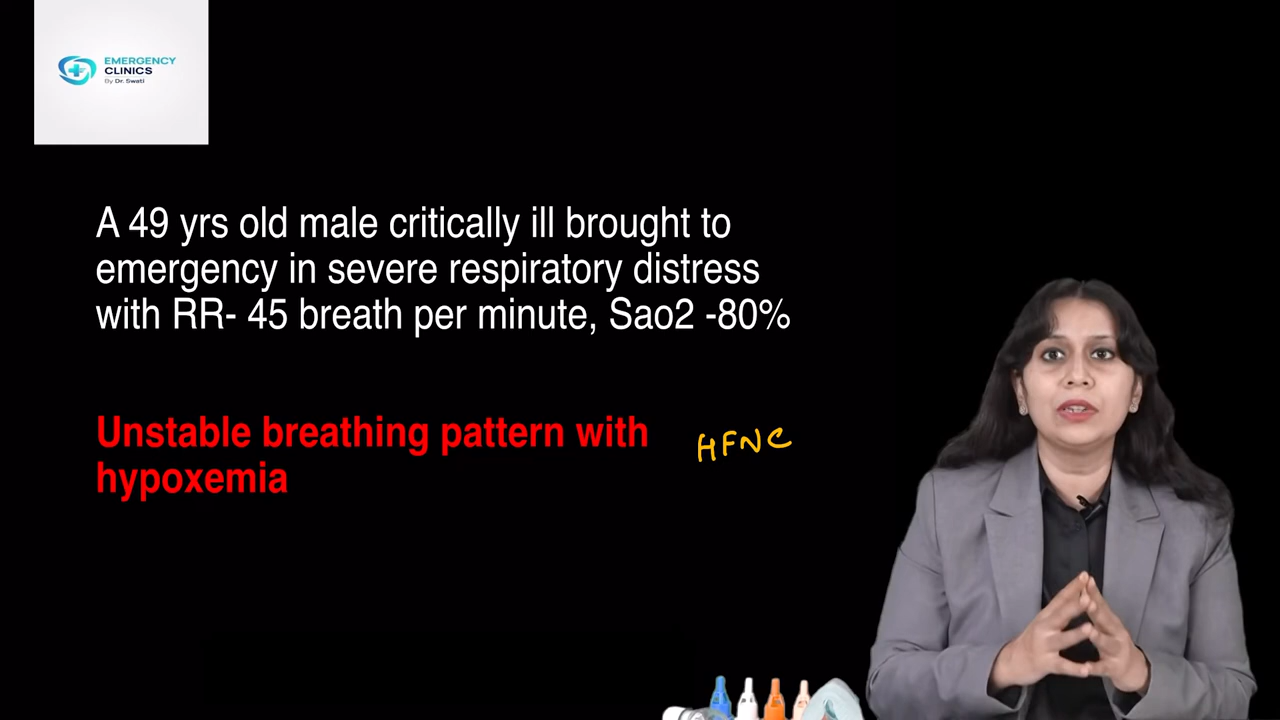 EMERGENCY
CLINICS
By Dr. Swati
A 49 yrs old male critically ill brought to
emergency in severe respiratory distress
with RR- 45 breath per minute, Sao2 -80%
Unstable breathing pattern with
hypoxemia
HFNC